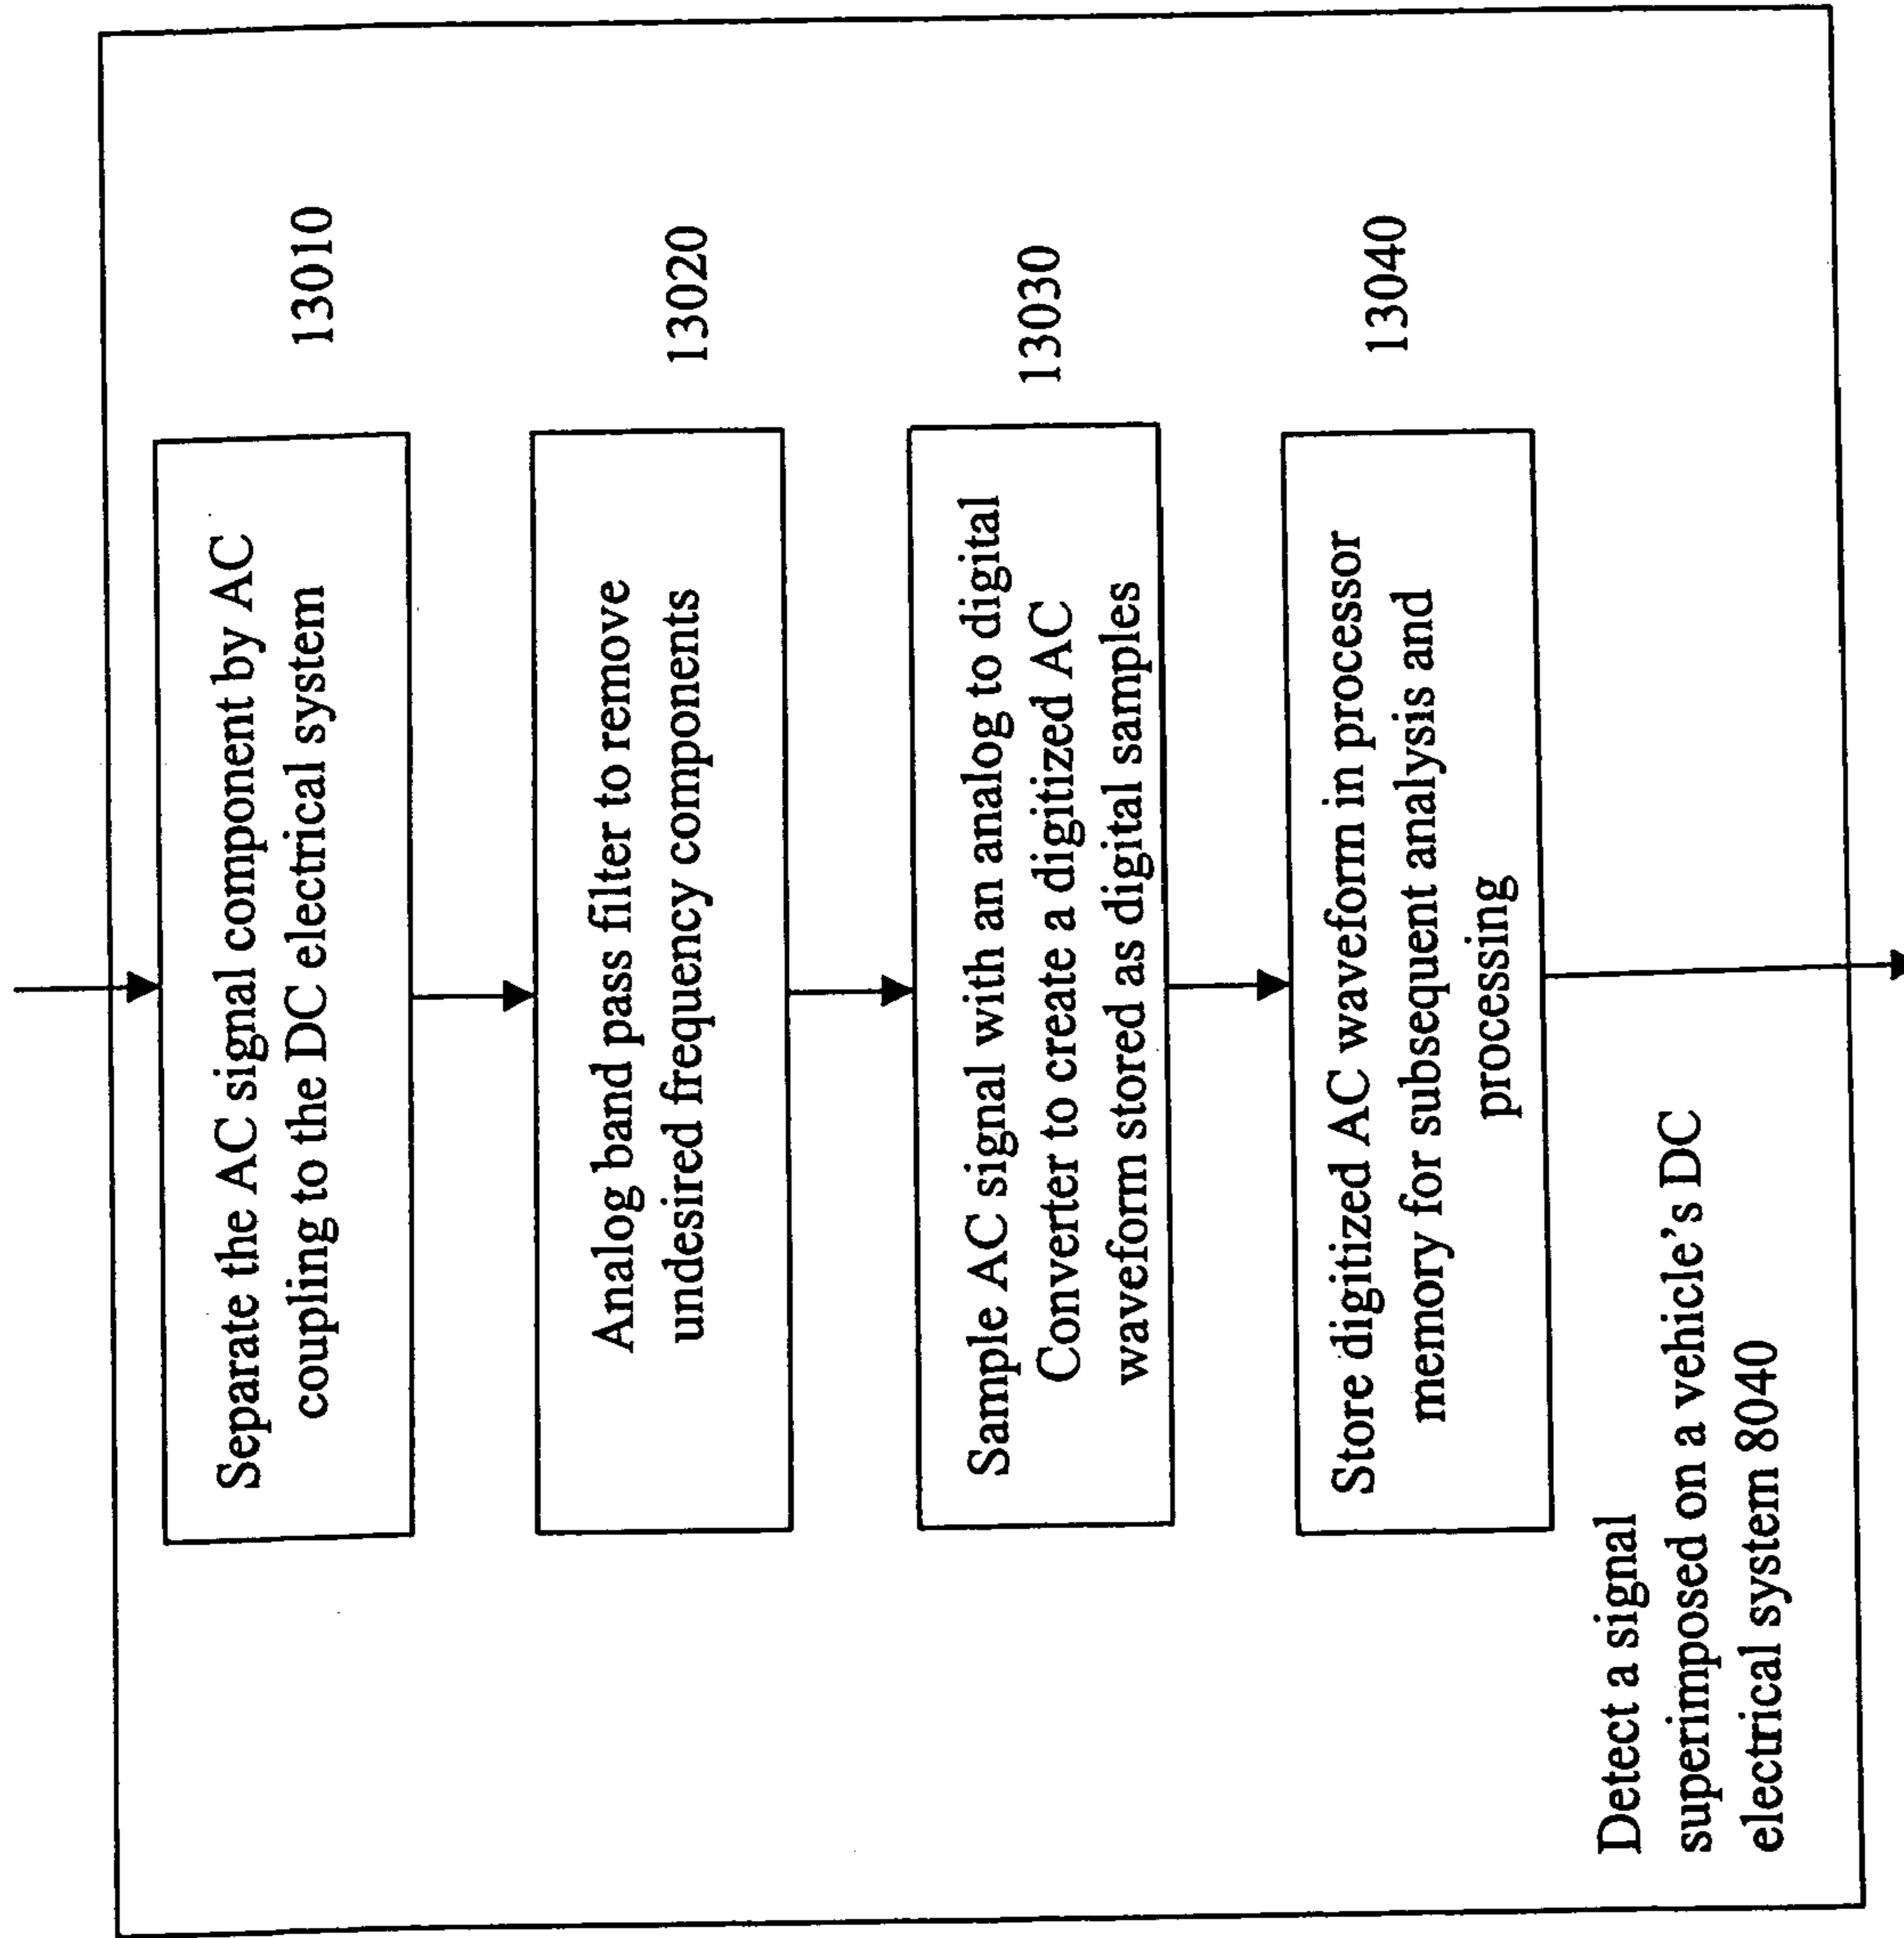 Separate the AC signal component by AC
coupling to the DC electrical system
13010
Analog band pass filter to remove
undesired frequency components
13020
Sample AC signal with an analog to digital
Converter to create a digitized AC
waveform stored as digital samples
13030
Store digitized AC waveform in processor
memory for subsequent analysis and
processing
13040
Detect a signal
superimposed on a vehicle's DC
electrical system 8040